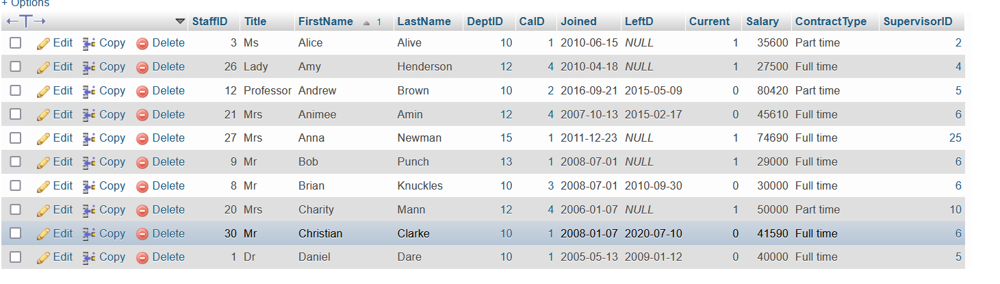 + Options
←T→ StaffID Title FirstName 1 LastName DeptID CaID Joined LeftD Current Salary ContractType SupervisorID
Edit Copy Delete 3 Ms Alice Alive 10 1 2010-06-15 NULL 1 35600 Part time 2
Edit Copy Delete 26 Lady Amy Henderson 12 4 2010-04-18 NULL 1 27500 Full time 4
Edit Copy Delete 12 Professor Andrew Brown 10 2 2016-09-21 2015-05-09 0 80420 Part time 5
Edit Copy Delete 21 Mrs Animee Amin 12 4 2007-10-13 2015-02-17 0 45610 Full time 6
Edit Copy Delete 27 Mrs Anna Newman 15 1 2011-12-23 NULL 1 74690 Full time 25
Edit Copy Delete 9 Mr Bob Punch 13 1 2008-07-01 NULL 1 29000 Full time 6
Edit Copy Delete 8 Mr Brian Knuckles 10 3 2008-07-01 2010-09-30 0 30000 Full time 6
Edit Copy Delete 20 Mrs Charity Mann 12 4 2006-01-07 NULL 1 50000 Part time 10
Edit Copy Delete 30 Mr Christian Clarke 10 1 2008-01-07 2020-07-10 0 41590 Full time 6
Edit Copy Delete 1 Dr Daniel Dare 10 1 2005-05-13 2009-01-12 0 40000 Full time 5